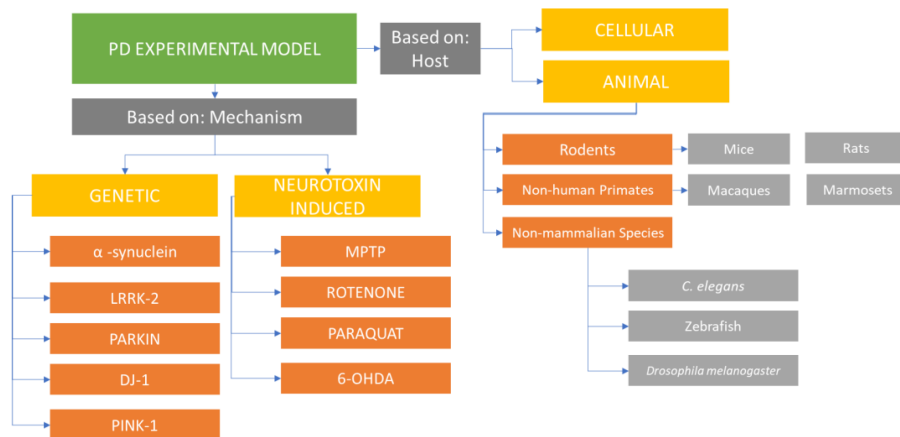 PD EXPERIMENTAL MODEL
Based on:
Host
CELLULAR
ANIMAL
Based on: Mechanism
Rodents
Mice
Rats
Non-human Primates
Macaques
Marmosets
Non-mammalian Species
C. elegans
Zebrafish
Drosophila melanogaster
GENETIC
α -synuclein
LRRK-2
PARKIN
DJ-1
PINK-1
NEUROTOXIN
INDUCED
MPTP
ROTENONE
PARAQUAT
6-OHDA